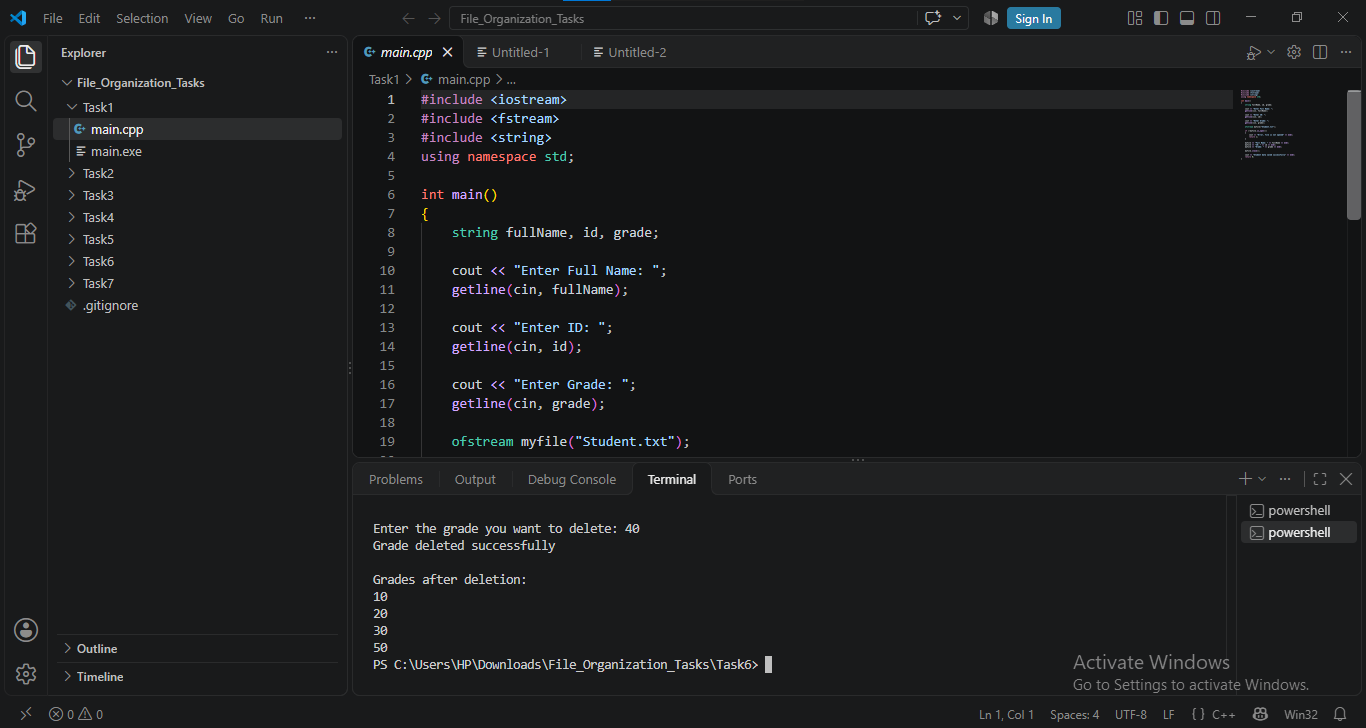 File Edit Selection View Go Run ··· File_Organization_Tasks Sign In
Explorer ···
File_Organization_Tasks
Task1
main.cpp
main.exe
Task2
Task3
Task4
Task5
Task6
Task7
.gitignore
Outline
Timeline
main.cpp Untitled-1 Untitled-2
Task1 > main.cpp > ...
1 #include <iostream>
2 #include <fstream>
3 #include <string>
4 using namespace std;
5
6 int main()
7 {
8 string fullName, id, grade;
9
10 cout << "Enter Full Name: ";
11 getline(cin, fullName);
12
13 cout << "Enter ID: ";
14 getline(cin, id);
15
16 cout << "Enter Grade: ";
17 getline(cin, grade);
18
19 ofstream myfile("Student.txt");
Problems Output Debug Console Terminal Ports
Enter the grade you want to delete: 40
Grade deleted successfully
Grades after deletion:
10
20
30
50
PS C:\Users\HP\Downloads\File_Organization_Tasks\Task6>
powershell
powershell
Activate Windows
Go to Settings to activate Windows.
0 0 Ln 1, Col 1 Spaces: 4 UTF-8 LF {} C++ Win32